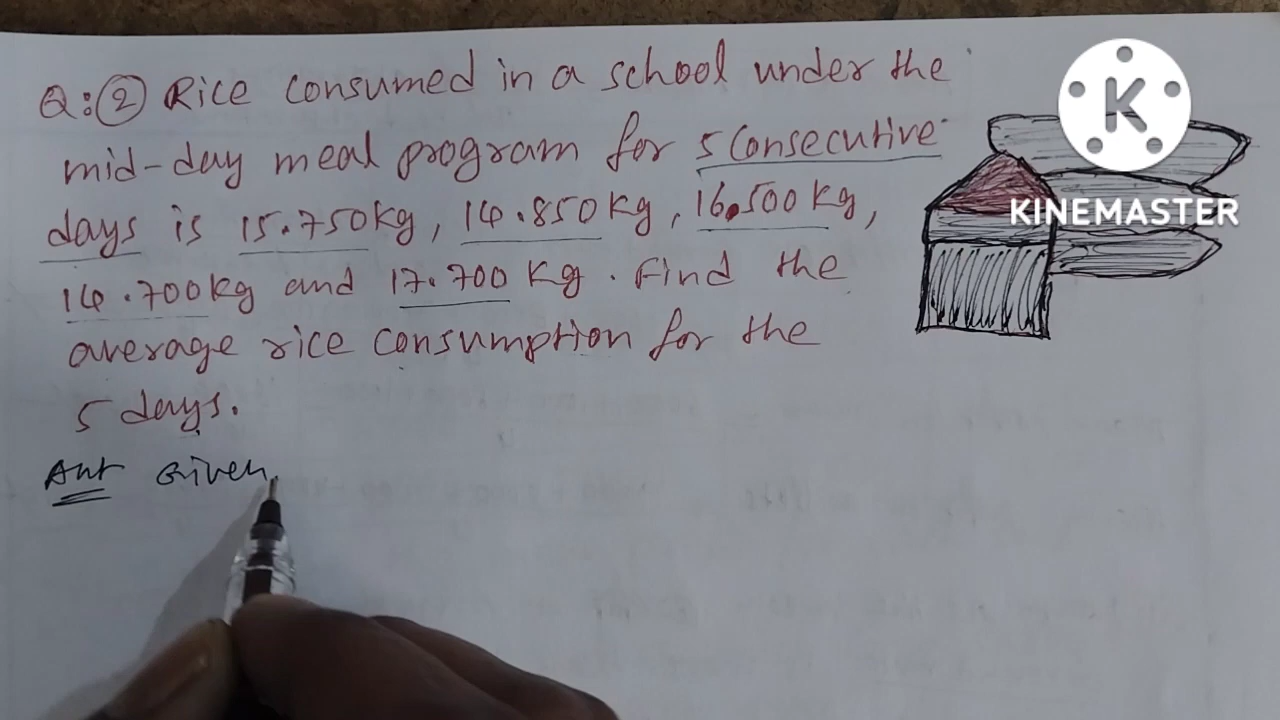 Q:② Rice consumed in a school under the
mid-day meal program for 5 Consecutive
days is 15.750kg, 14.850 kg, 16.500 kg,
14.700kg and 17.700 kg. Find the
average rice consumption for the
5 days.
Ans Given
K
KINEMASTER